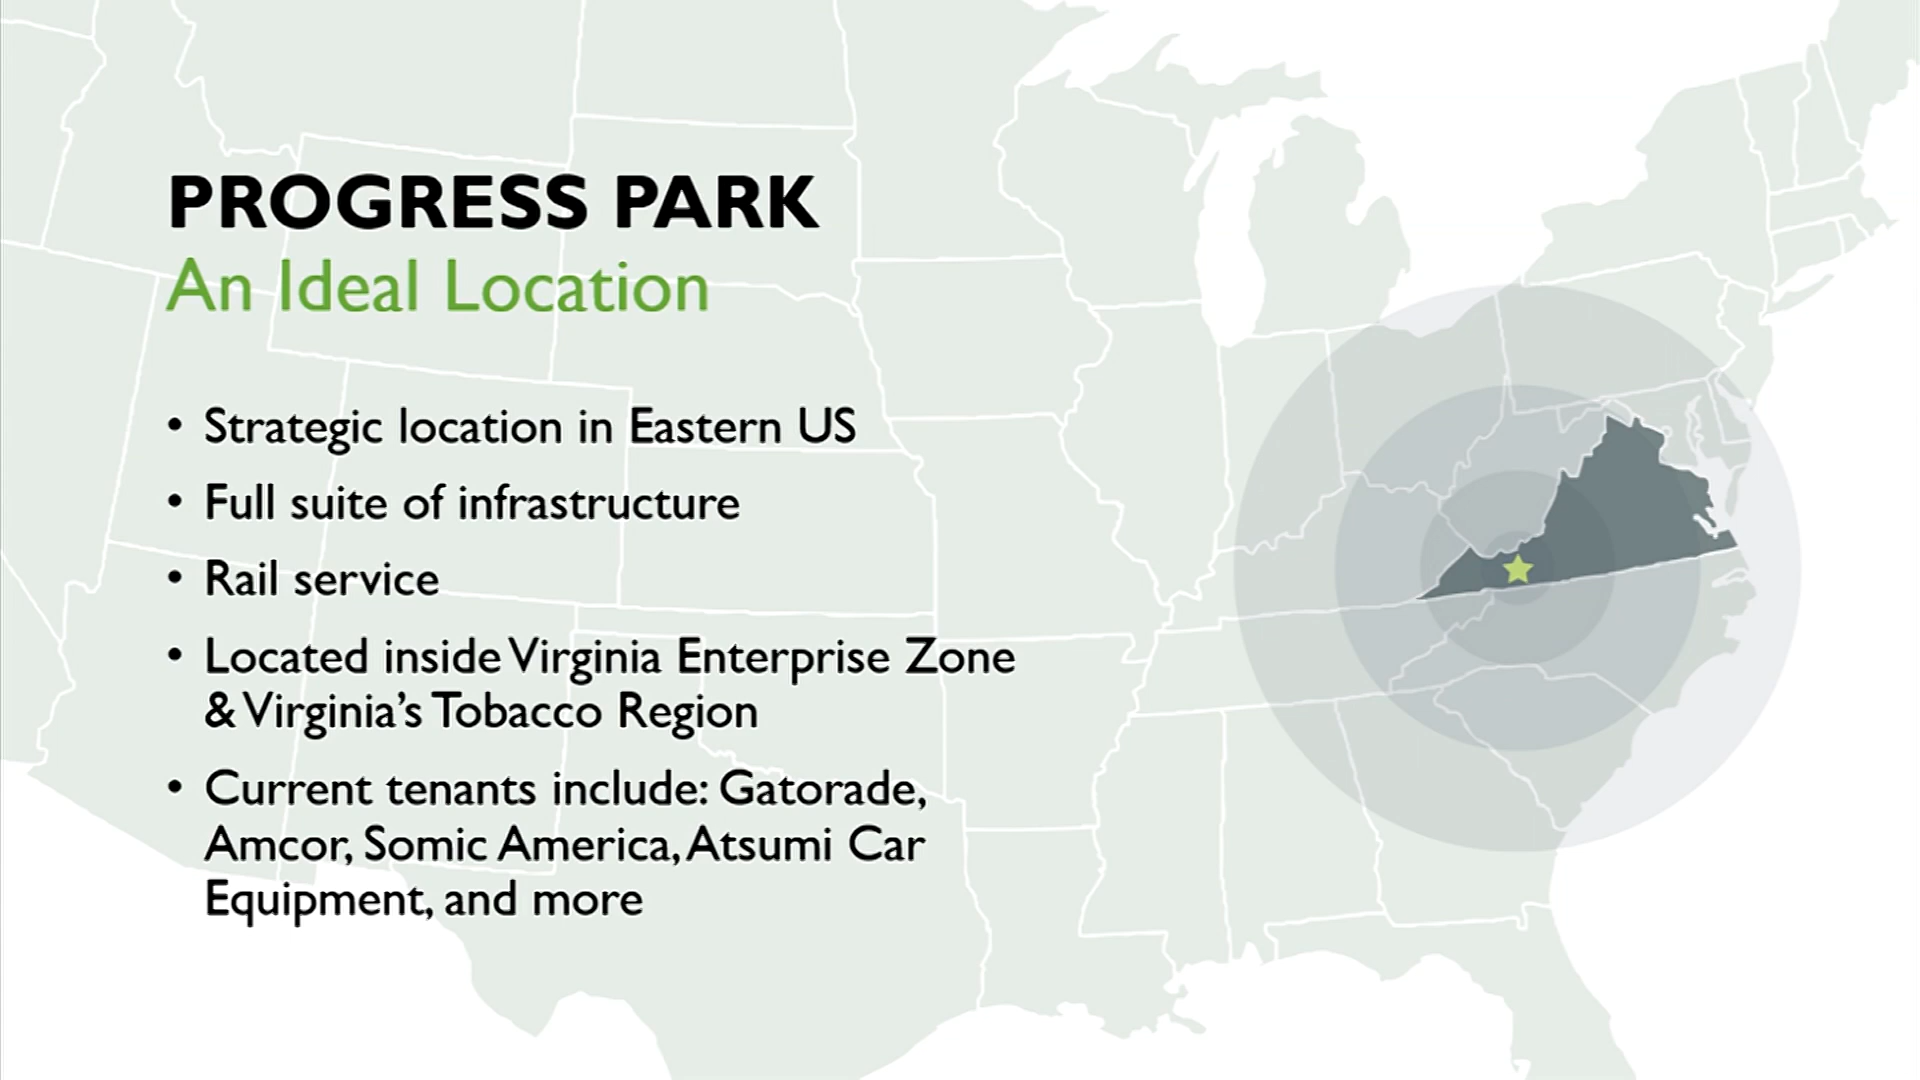 PROGRESS PARK
An Ideal Location
• Strategic location in Eastern US
• Full suite of infrastructure
• Rail service
• Located inside Virginia Enterprise Zone
& Virginia’s Tobacco Region
• Current tenants include: Gatorade,
Amcor, Somic America, Atsumi Car
Equipment, and more